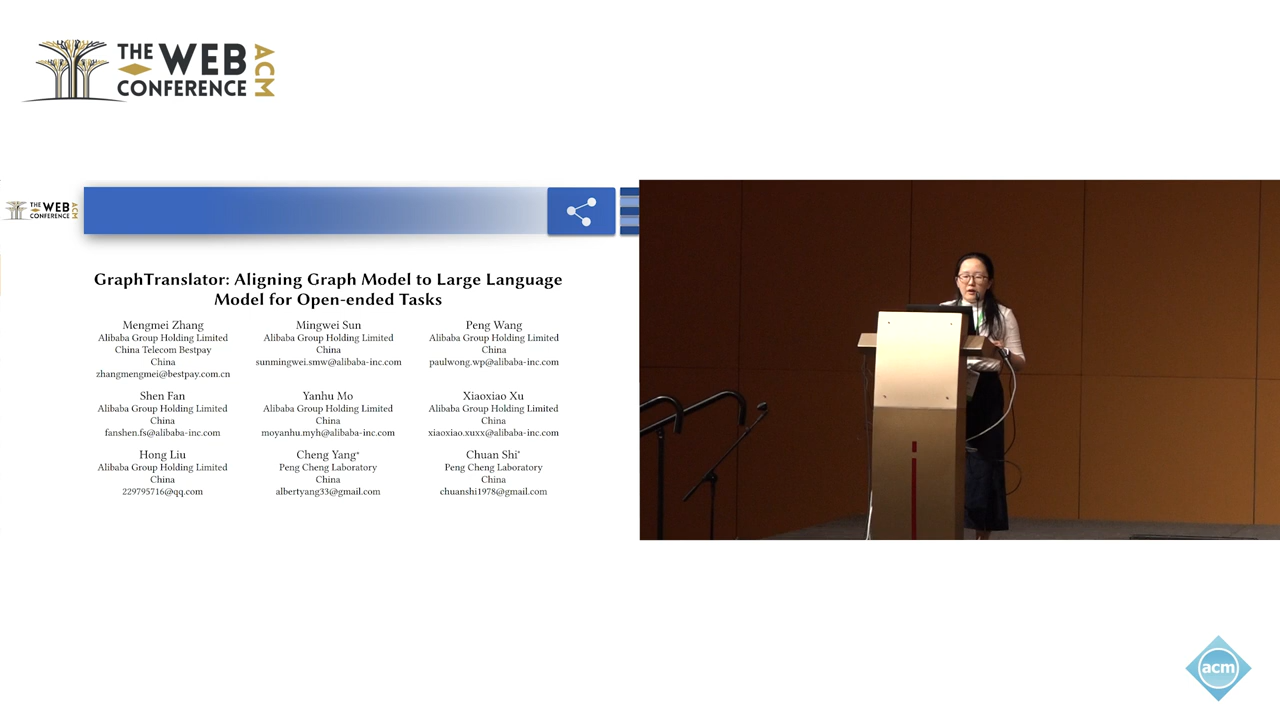 THE WEB
CONFERENCE
ACM
THE WEB
CONFERENCE
ACM
GraphTranslator: Aligning Graph Model to Large Language
Model for Open-ended Tasks
Mengmei Zhang
Alibaba Group Holding Limited
China Telecom Bestpay
China
zhangmengmei@bestpay.com.cn
Mingwei Sun
Alibaba Group Holding Limited
China
sunmingwei.smw@alibaba-inc.com
Peng Wang
Alibaba Group Holding Limited
China
paulwong.wp@alibaba-inc.com
Shen Fan
Alibaba Group Holding Limited
China
fanshen.fs@alibaba-inc.com
Yanhu Mo
Alibaba Group Holding Limited
China
moyanhu.myh@alibaba-inc.com
Xiaoxiao Xu
Alibaba Group Holding Limited
China
xiaoxiao.xuxx@alibaba-inc.com
Hong Liu
Alibaba Group Holding Limited
China
229795716@qq.com
Cheng Yang*
Peng Cheng Laboratory
China
albertyang33@gmail.com
Chuan Shi*
Peng Cheng Laboratory
China
chuanshi1978@gmail.com
acm